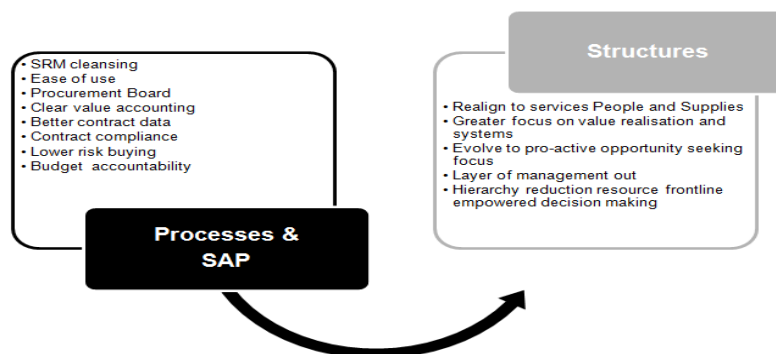 • SRM cleansing
• Ease of use
• Procurement Board
• Clear value accounting
• Better contract data
• Contract compliance
• Lower risk buying
• Budget accountability
Processes &
SAP
Structures
• Realign to services People and Supplies
• Greater focus on value realisation and
systems
• Evolve to pro-active opportunity seeking
focus
• Layer of management out
• Hierarchy reduction resource frontline
empowered decision making